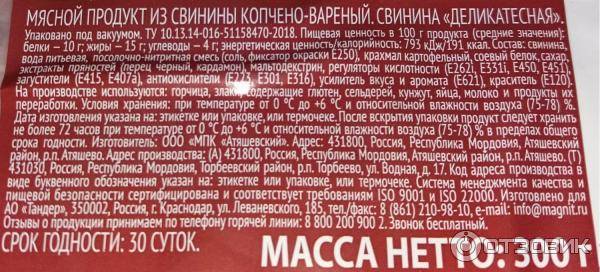 МЯСНОЙ ПРОДУКТ ИЗ СВИНИНЫ КОПЧЕНО-ВАРЕНЫЙ. СВИНИНА «ДЕЛИКАТЕСНАЯ».
Упаковано под вакуумом. ТУ 10.13.14-016-51158470-2018. Пищевая ценность в 100 г продукта (средние значения):
белки – 10 г; жиры – 15 г; углеводы – 4 г; энергетическая ценность/калорийность: 793 кДж/191 ккал. Состав: свинина,
вода питьевая, посолочно-нитритная смесь (соль, фиксатор окраски Е250), крахмал картофельный, соевый белок, сахар,
экстракты пряностей (перец черный, кардамон), мальтодекстрин, регуляторы кислотности (Е262ii, Е331i, Е500ii, Е451i),
загустители (Е415, Е407а), антиокислители (Е223, Е301, Е316), усилитель вкуса и аромата (Е621), краситель (Е120).
На производстве используются: горчица, злаки, содержащие глютен, сельдерей, кунжут, яйца, молоко и продукты их
переработки. Условия хранения: при температуре от 0 °С до +6 °С и относительной влажности воздуха (75-78) %.
Дата изготовления указана на: этикетке или упаковке, или термочеке. После вскрытия упаковки продукт следует хранить
не более 72 часов при температуре от 0 °С до +6 °С и относительной влажности воздуха (75-78) % в пределах общего
срока годности. Изготовитель: ООО «МПК «Атяшевский». Адрес: 431800, Россия, Республика Мордовия, Атяшевский
район, р.п. Атяшево. Адрес производства: (А) 431800, Россия, Республика Мордовия, Атяшевский район, р.п. Атяшево. (Т)
431030, Россия, Республика Мордовия, Торбеевский район, р.п. Торбеево, ул. Водная, д. 17. Код адреса производства в
виде буквенного обозначения указан на: этикетке или упаковке, или термочеке. Система менеджмента качества и
пищевой безопасности сертифицирована и соответствует требованиям ISO 9001 и ISO 22000. Изготовлено для
АО «Тандер», 350002, Россия, г. Краснодар, ул. Леваневского, 185, тел./факс: 8 (861) 210-98-10, e-mail: info@magnit.ru.
Отзывы о продукции принимаем по телефону горячей линии: 8 800 200 900 2. Звонок бесплатный.
СРОК ГОДНОСТИ: 30 СУТОК.
МАССА НЕТТО: 300 г
ОТЗОВИК